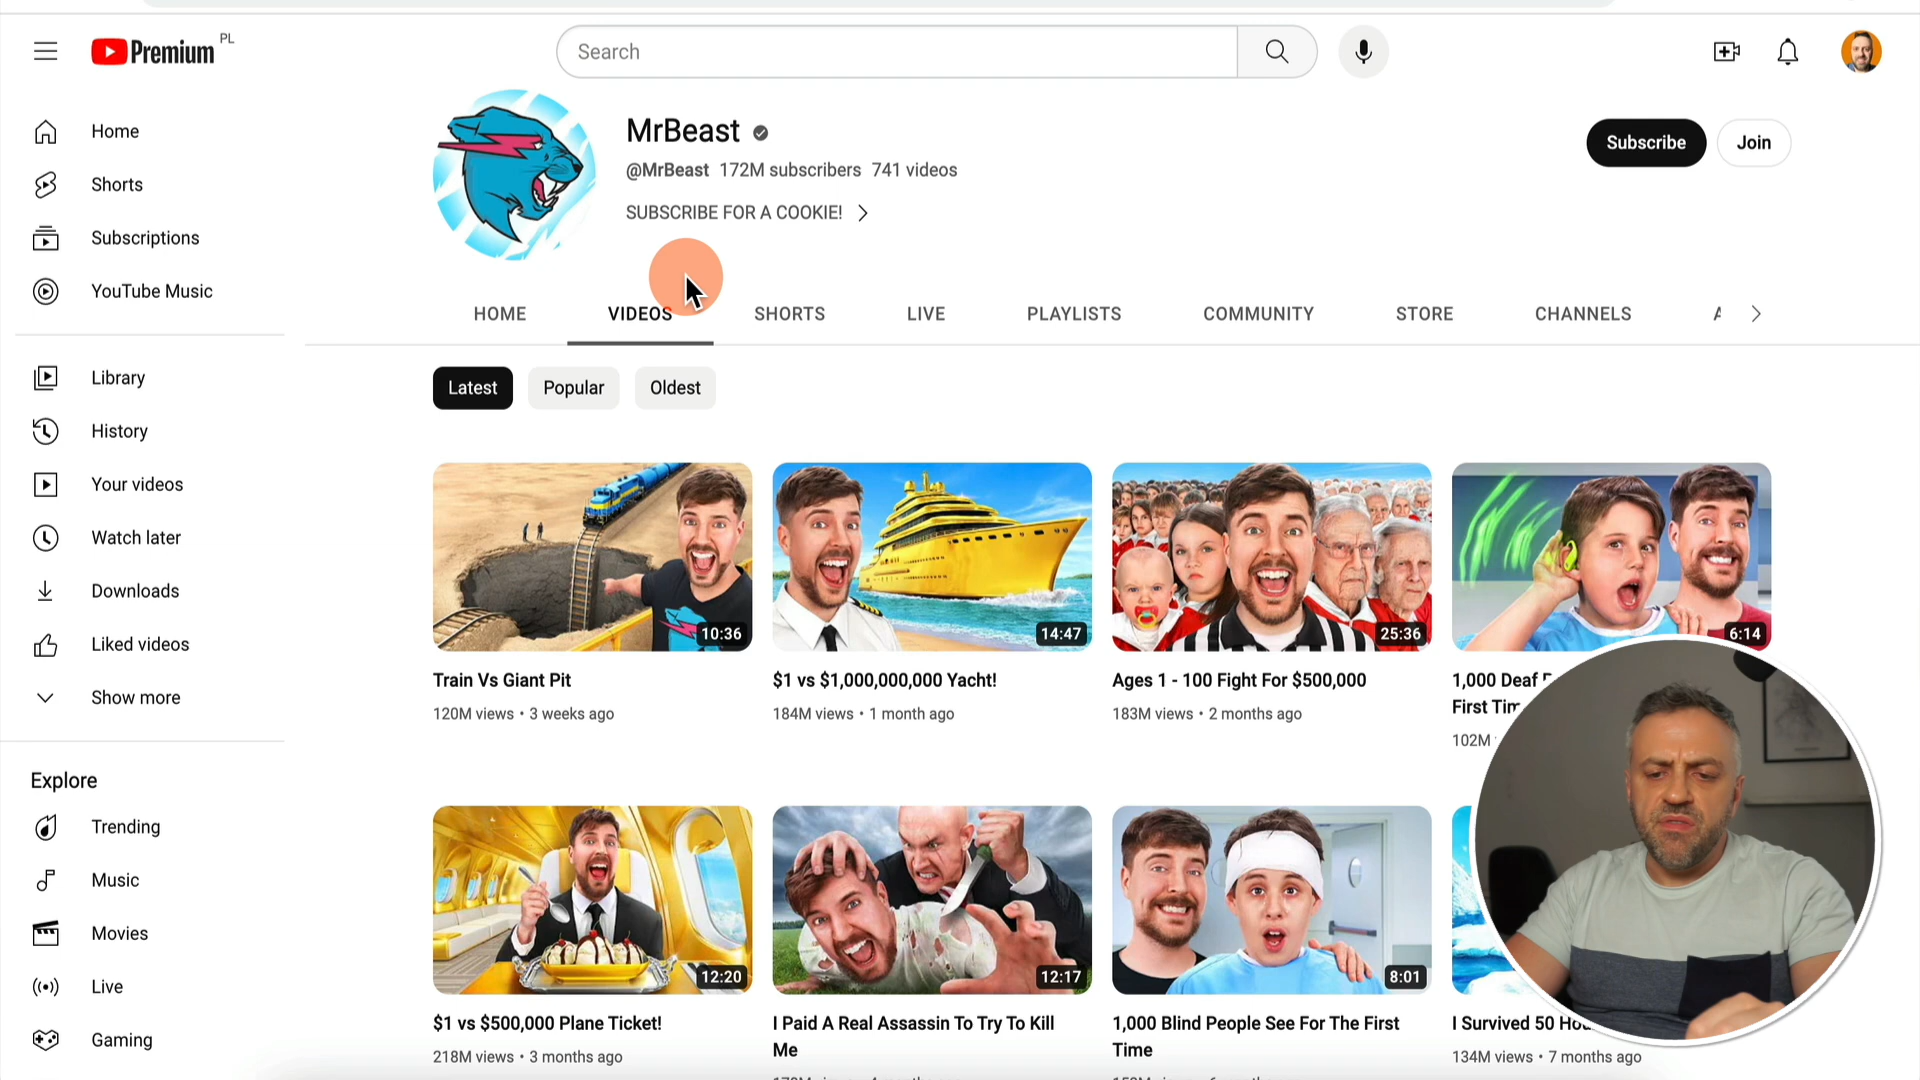 Premium PL
Search
Home
Shorts
Subscriptions
YouTube Music
Library
History
Your videos
Watch later
Downloads
Liked videos
Show more
Explore
Trending
Music
Movies
Live
Gaming
MrBeast
@MrBeast 172M subscribers 741 videos
SUBSCRIBE FOR A COOKIE!
Subscribe
Join
HOME VIDEOS SHORTS LIVE PLAYLISTS COMMUNITY STORE CHANNELS
Latest Popular Oldest
10:36
Train Vs Giant Pit
120M views • 3 weeks ago
14:47
$1 vs $1,000,000,000 Yacht!
184M views • 1 month ago
25:36
Ages 1 - 100 Fight For $500,000
183M views • 2 months ago
6:14
1,000 Deaf
First
102M
12:20
$1 vs $500,000 Plane Ticket!
218M views • 3 months ago
12:17
I Paid A Real Assassin To Try To Kill
Me
8:01
1,000 Blind People See For The First
Time
I Survived 50
134M views • 7 months ago